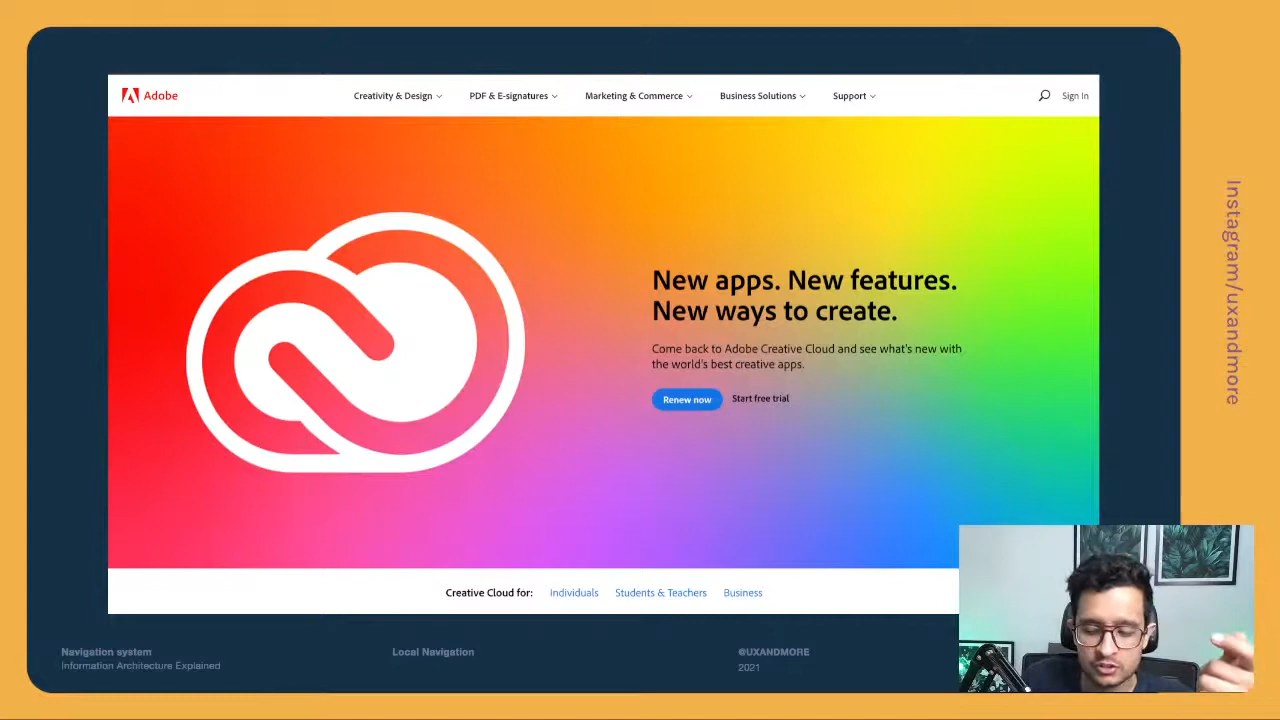 Adobe
Creativity & Design
PDF & E-signatures
Marketing & Commerce
Business Solutions
Support
Sign In
New apps. New features.
New ways to create.
Come back to Adobe Creative Cloud and see what's new with
the world's best creative apps.
Renew now
Start free trial
Creative Cloud for:
Individuals
Students & Teachers
Business
Navigation system
Information Architecture Explained
Local Navigation
@UXANDMORE
2021
Instagram/uxandmore